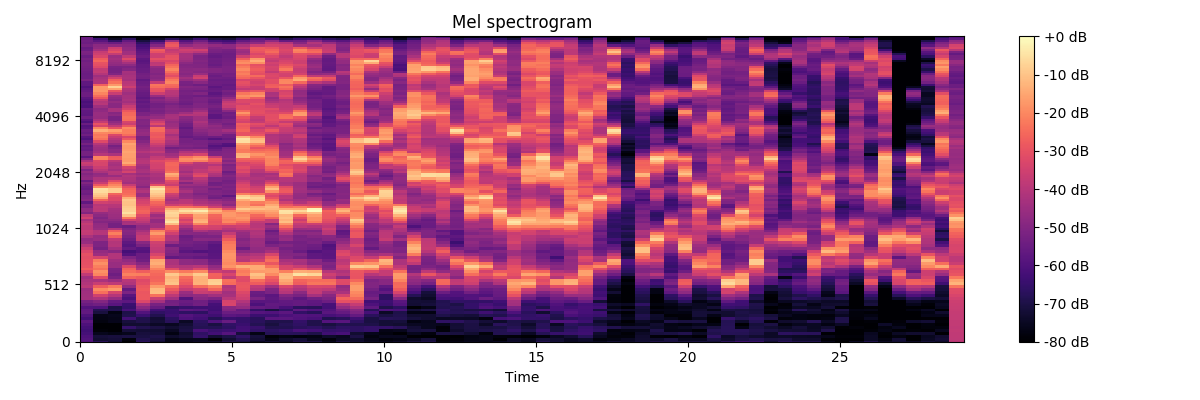 Mel spectrogram
8192
4096
2048
1024
512
0
Hz
0 5 10 15 20 25
Time
+0 dB
-10 dB
-20 dB
-30 dB
-40 dB
-50 dB
-60 dB
-70 dB
-80 dB